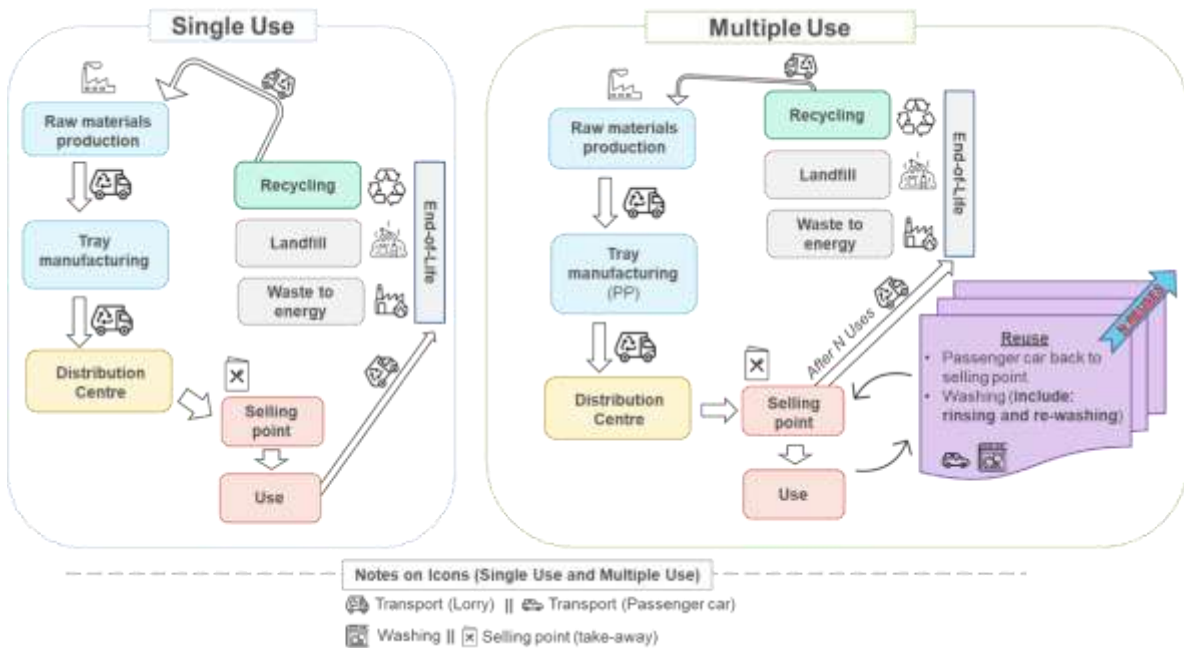 Single Use
Raw materials
production
Tray
manufacturing
Distribution
Centre
Recycling
Landfill
Waste to
energy
End-of-Life
Selling
point
Use
Multiple Use
Raw materials
production
Tray
manufacturing
(PP)
Distribution
Centre
Recycling
Landfill
Waste to
energy
End-of-Life
After N Uses
Selling
point
Use
N REUSES
Reuse
• Passenger car back to
selling point
• Washing (include:
rinsing and re-washing)
Notes on Icons (Single Use and Multiple Use)
Transport (Lorry) || Transport (Passenger car)
Washing || Selling point (take-away)